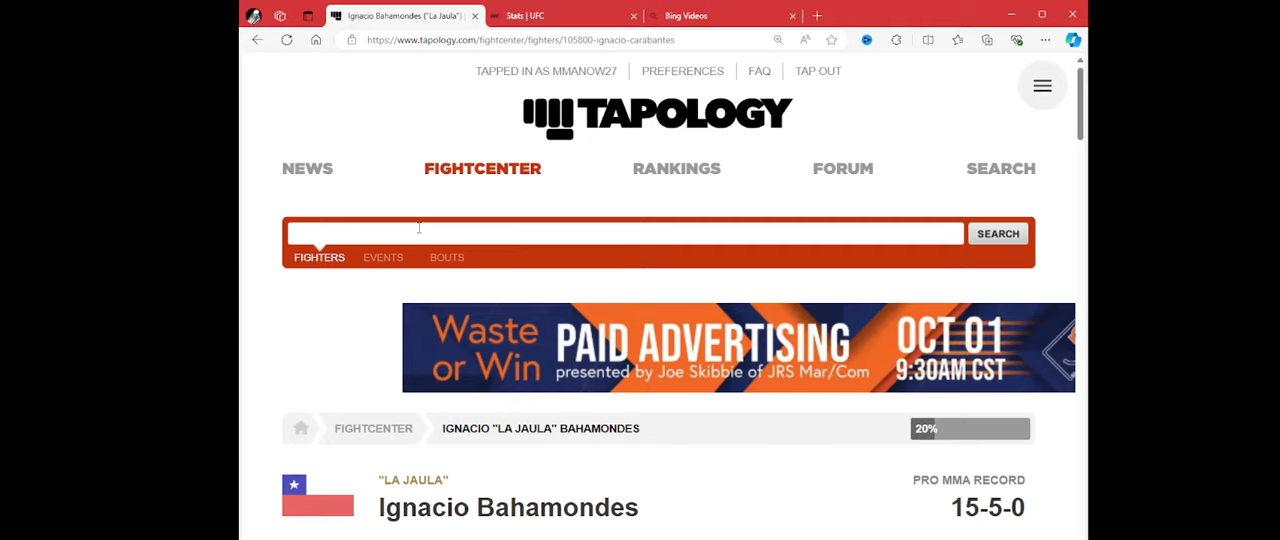 Ignacio Bahamondes ("La Jaula") |
Stats | UFC
Bing Videos
https://www.tapology.com/fightcenter/fighters/105800-ignacio-carabantes
TAPPED IN AS MMANOW27 PREFERENCES FAQ TAP OUT
TAPOLOGY
NEWS FIGHTCENTER RANKINGS FORUM SEARCH
SEARCH
FIGHTERS EVENTS BOUTS
Waste
or Win
PAID ADVERTISING
presented by Joe Skibbie of JRS Mar/Com
OCT 01
9:30AM CST
FIGHTCENTER IGNACIO "LA JAULA" BAHAMONDES 20%
"LA JAULA" PRO MMA RECORD
Ignacio Bahamondes 15-5-0